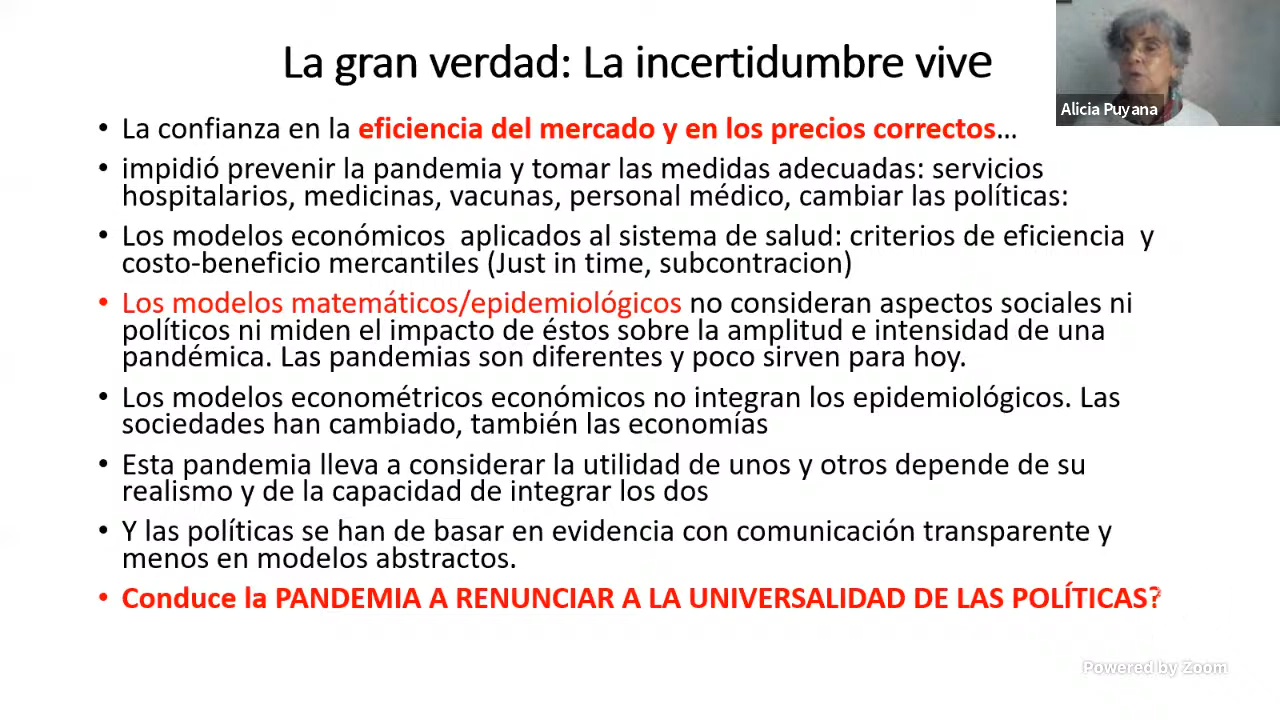 La gran verdad: La incertidumbre vive
Alicia Puyana
• La confianza en la eficiencia del mercado y en los precios correctos...
• impidió prevenir la pandemia y tomar las medidas adecuadas: servicios
hospitalarios, medicinas, vacunas, personal médico, cambiar las políticas:
• Los modelos económicos aplicados al sistema de salud: criterios de eficiencia y
costo-beneficio mercantiles (Just in time, subcontracion)
• Los modelos matemáticos/epidemiológicos no consideran aspectos sociales ni
políticos ni miden el impacto de éstos sobre la amplitud e intensidad de una
pandémica. Las pandemias son diferentes y poco sirven para hoy.
• Los modelos econométricos económicos no integran los epidemiológicos. Las
sociedades han cambiado, también las economías
• Esta pandemia lleva a considerar la utilidad de unos y otros depende de su
realismo y de la capacidad de integrar los dos
• Y las políticas se han de basar en evidencia con comunicación transparente y
menos en modelos abstractos.
• Conduce la PANDEMIA A RENUNCIAR A LA UNIVERSALIDAD DE LAS POLÍTICAS?
Powered by Zoom